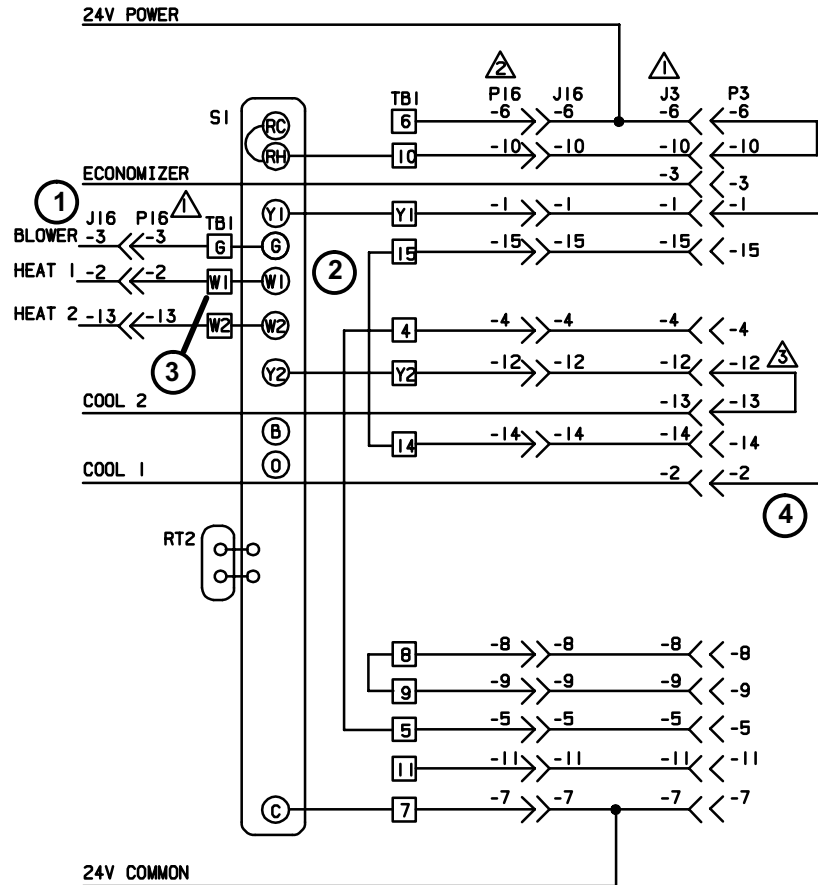 24V POWER
2 1
S1 TB1 P16 J16 J3 P3
RC 6 -6 -6 -6 -6
RH 10 -10 -10 -10 -10
ECONOMIZER -3 -3
1 J16 P16 1 TB1 Y1 Y1 -1 -1 -1 -1
BLOWER -3 -3 G G 15 -15 -15 -15 -15
HEAT 1 -2 -2 W1 W1 2
HEAT 2 -13 -13 W2 W2 4 -4 -4 -4 -4
3 Y2 Y2 -12 -12 -12 -12 3
COOL 2 -13 -13
B 14 -14 -14 -14 -14
COOL 1 O -2 -2
4
RT2
8 -8 -8 -8 -8
9 -9 -9 -9 -9
5 -5 -5 -5 -5
11 -11 -11 -11 -11
C 7 -7 -7 -7 -7
24V COMMON